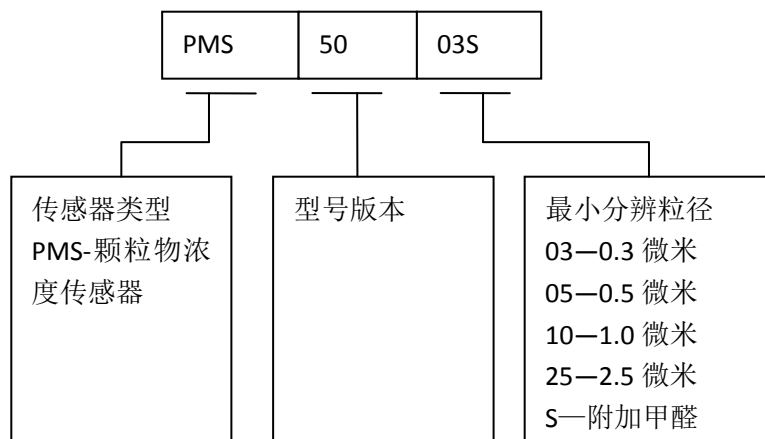 PMS 50 03S
传感器类型
PMS-颗粒物浓
度传感器
型号版本
最小分辨粒径
03—0.3 微米
05—0.5 微米
10—1.0 微米
25—2.5 微米
S—附加甲醛